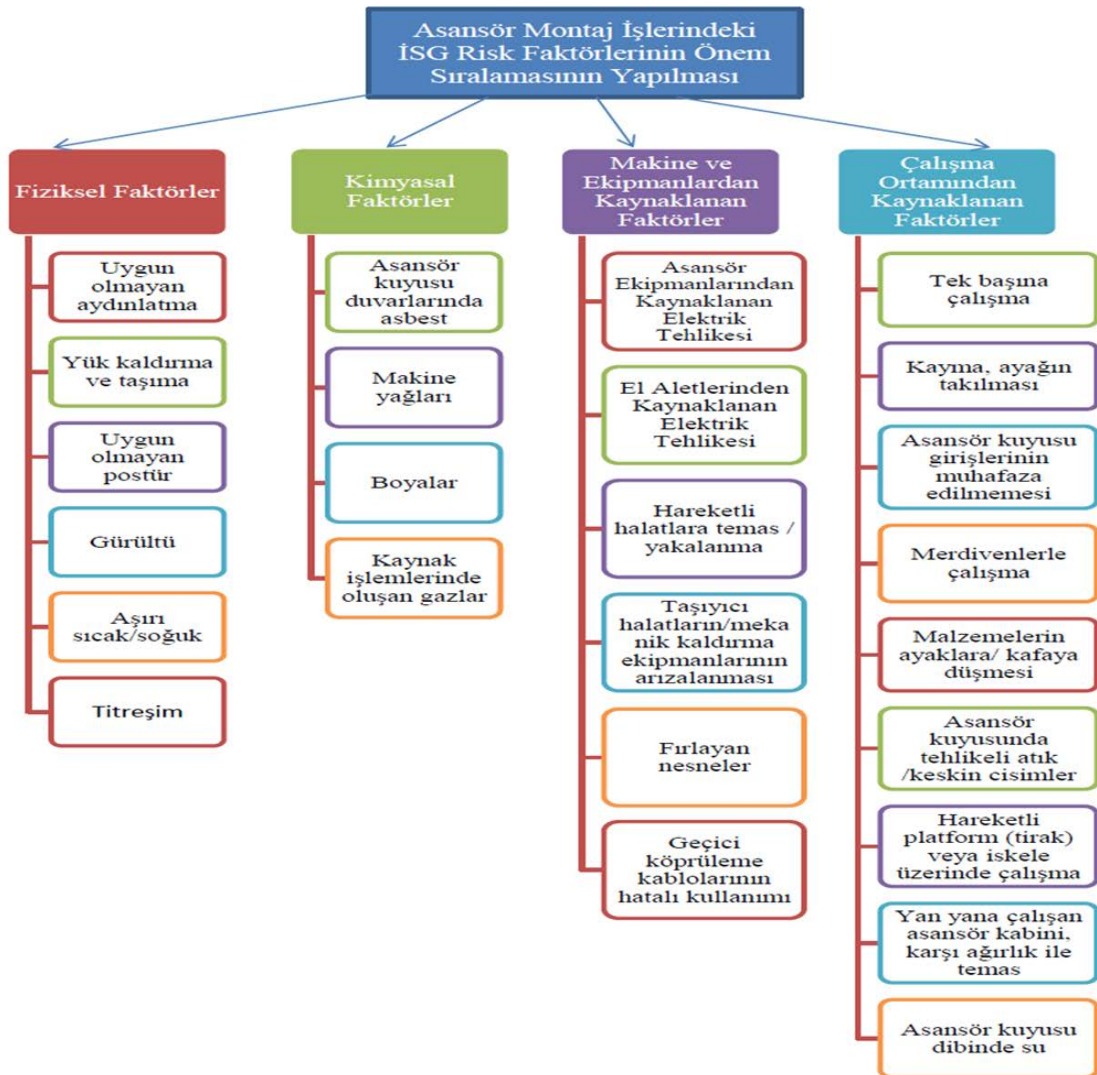 Asansör Montaj İşlerindeki
İSG Risk Faktörlerinin Önem
Sıralamasının Yapılması
Fiziksel Faktörler
Uygun
olmayan
aydınlatma
Yük kaldırma
ve taşıma
Uygun
olmayan
postür
Gürültü
Aşırı
sıcak/soğuk
Titreşim
Kimyasal
Faktörler
Asansör
kuyusu
duvarlarında
asbest
Makine
yağları
Boyalar
Kaynak
işlemlerinde
oluşan gazlar
Makine ve
Ekipmanlardan
Kaynaklanan
Faktörler
Asansör
Ekipmanlarından
Kaynaklanan
Elektrik
Tehlikesi
El Aletlerinden
Kaynaklanan
Elektrik
Tehlikesi
Hareketli
halatlara temas /
yakalanma
Taşıyıcı
halatların/meka
nik kaldırma
ekipmanlarının
arızalanması
Fırlayan
nesneler
Geçici
köprüleme
kablolarının
hatalı kullanımı
Çalışma
Ortamından
Kaynaklanan
Faktörler
Tek başına
çalışma
Kayma, ayağın
takılması
Asansör kuyusu
girişlerinin
muhafaza
edilmemesi
Merdivenlerle
çalışma
Malzemelerin
ayaklara/ kafaya
düşmesi
Asansör
kuyusunda
tehlikeli atık
/keskin cisimler
Hareketli
platform (tirak)
veya iskele
üzerinde çalışma
Yan yana çalışan
asansör kabini,
karşı ağırlık ile
temas
Asansör kuyusu
dibinde su